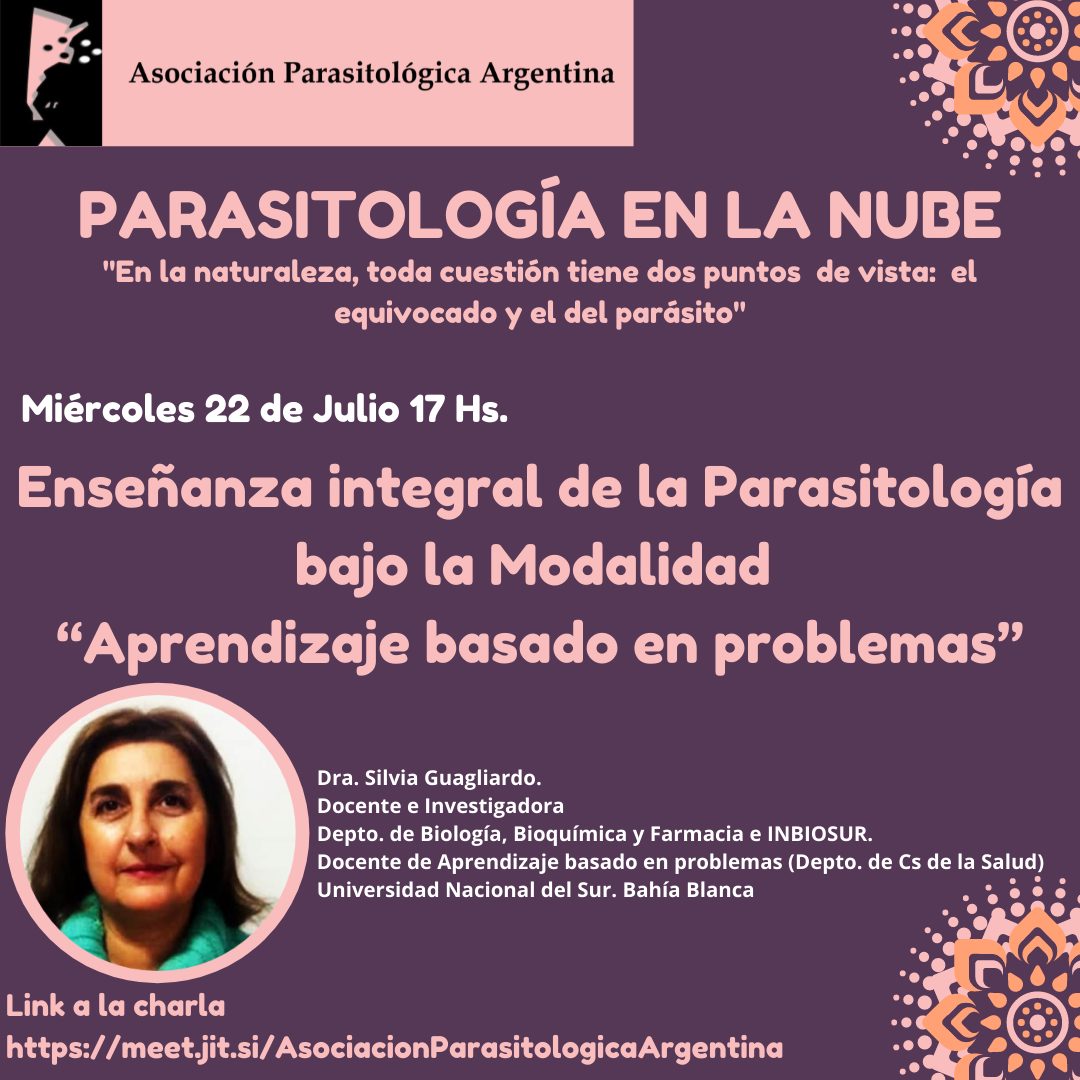 Asociación Parasitológica Argentina
PARASITOLOGÍA EN LA NUBE
"En la naturaleza, toda cuestión tiene dos puntos de vista: el
equivocado y el del parásito"
Miércoles 22 de Julio 17 Hs.
Enseñanza integral de la Parasitología
bajo la Modalidad
“Aprendizaje basado en problemas”
Dra. Silvia Guagliardo.
Docente e Investigadora
Depto. de Biología, Bioquímica y Farmacia e INBIOSUR.
Docente de Aprendizaje basado en problemas (Depto. de Cs de la Salud)
Universidad Nacional del Sur. Bahía Blanca
Link a la charla
https://meet.jit.si/AsociacionParasitologicaArgentina